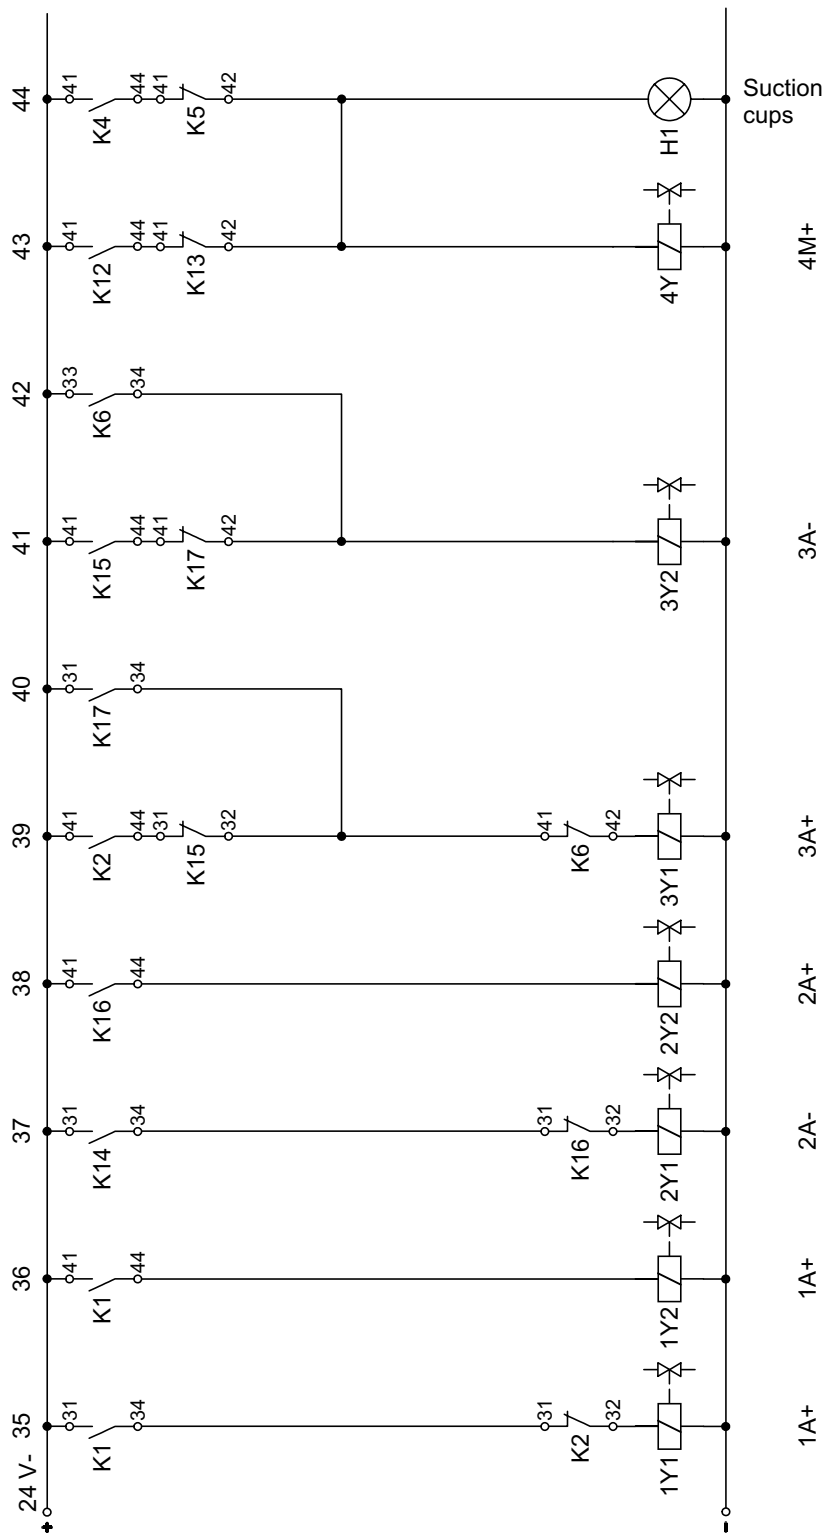 24 V-
+
-
35
31
K1
34
31
K2
32
1Y1
1A+
36
41
K1
44
1Y2
1A+
37
31
K14
34
31
K16
32
2Y1
2A-
38
41
K16
44
2Y2
2A+
39
41
K2
44
31
K15
32
41
K6
42
3Y1
3A+
40
31
K17
34
41
41
K15
44
41
K17
42
3Y2
3A-
42
33
K6
34
43
41
K12
44
41
K13
42
4Y
4M+
44
41
K4
44
41
K5
42
H1
Suction
cups